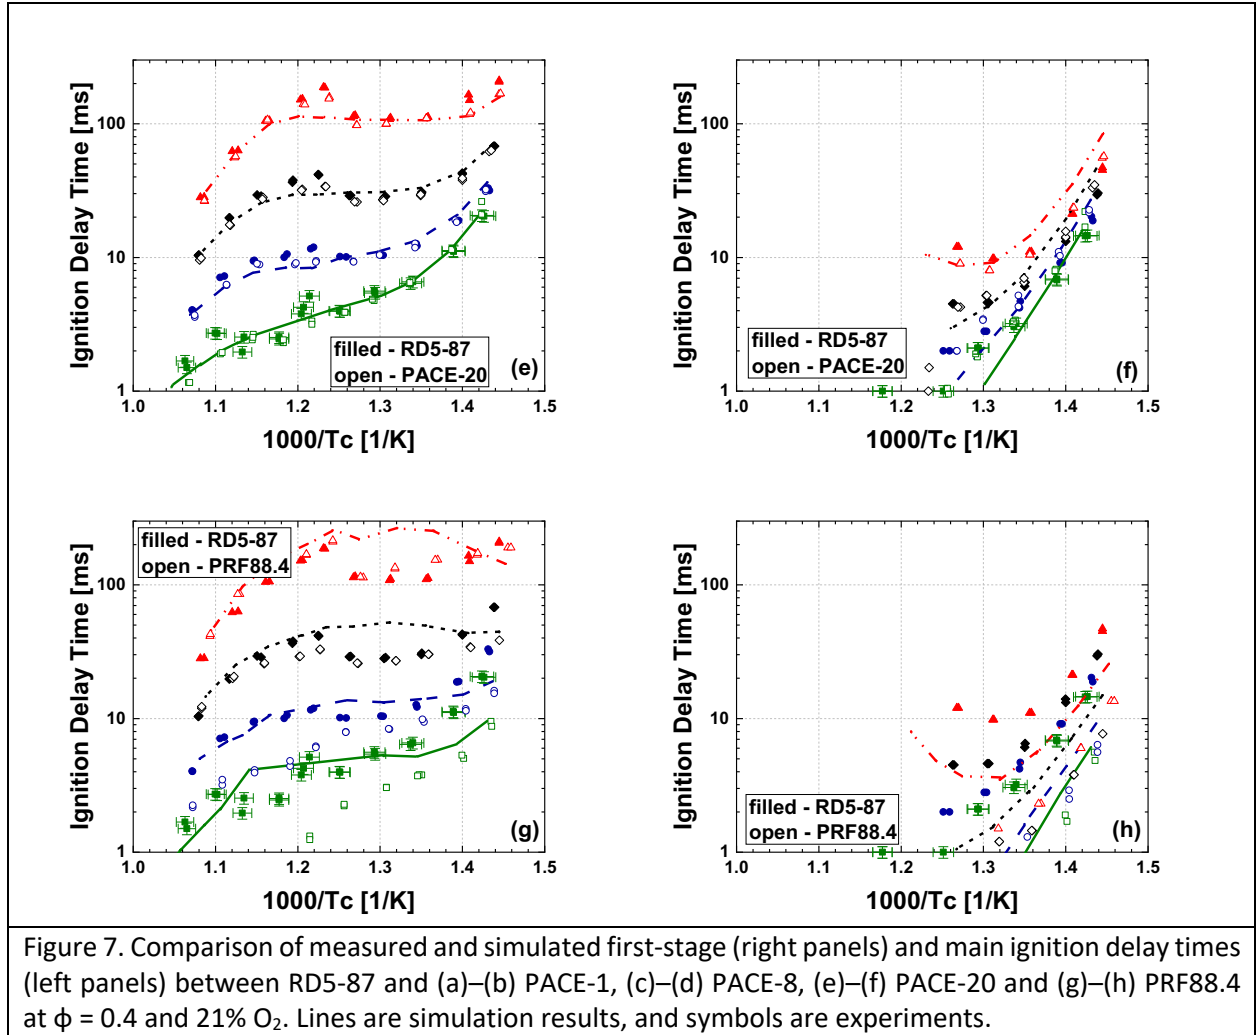 Ignition Delay Time [ms]
100
10
1
1.0 1.1 1.2 1.3 1.4 1.5
1000/Tc [1/K]
filled - RD5-87
open - PACE-20
(e)
Ignition Delay Time [ms]
100
10
1
1.0 1.1 1.2 1.3 1.4 1.5
1000/Tc [1/K]
filled - RD5-87
open - PACE-20
(f)
Ignition Delay Time [ms]
100
10
1
1.0 1.1 1.2 1.3 1.4 1.5
1000/Tc [1/K]
filled - RD5-87
open - PRF88.4
(g)
Ignition Delay Time [ms]
100
10
1
1.0 1.1 1.2 1.3 1.4 1.5
1000/Tc [1/K]
filled - RD5-87
open - PRF88.4
(h)
Figure 7. Comparison of measured and simulated first-stage (right panels) and main ignition delay times
(left panels) between RD5-87 and (a)–(b) PACE-1, (c)–(d) PACE-8, (e)–(f) PACE-20 and (g)–(h) PRF88.4
at ϕ = 0.4 and 21% O₂. Lines are simulation results, and symbols are experiments.